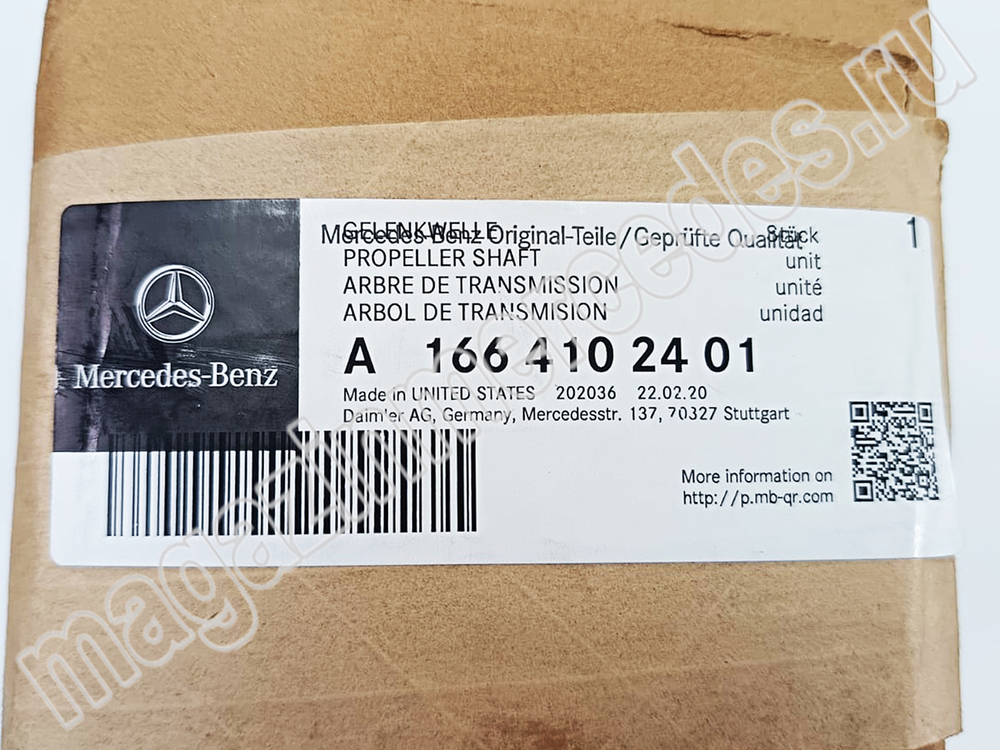 Mercedes-Benz
Mercedes-Benz Original-Teile/Geprüfte Qualität
GELENKWELLE Stück 1
PROPELLER SHAFT unit
ARBRE DE TRANSMISSION unité
ARBOL DE TRANSMISION unidad
A 166 410 24 01
Made in UNITED STATES 202036 22.02.20
Daimler AG, Germany, Mercedesstr. 137, 70327 Stuttgart
More information on
http://p.mb-qr.com
magazinmercedes.ru